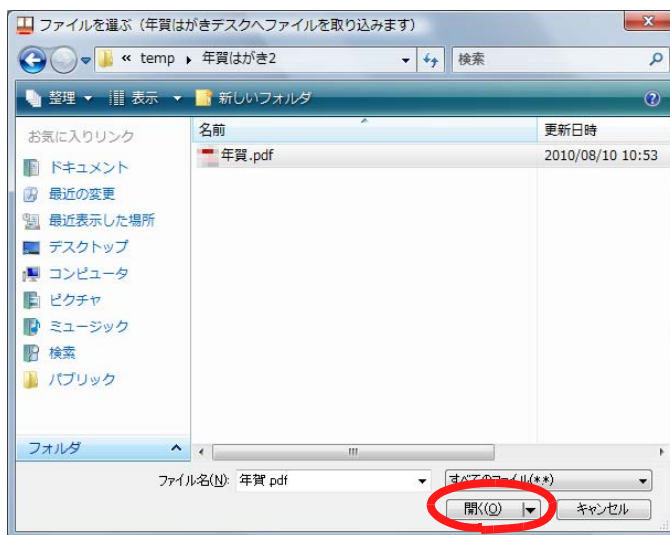 ファイルを選ぶ（年賀はがきデスクへファイルを取り込みます）
« temp ▸ 年賀はがき2
検索
整理 ▼ 表示 ▼ 新しいフォルダ
お気に入りリンク
ドキュメント
最近の変更
最近表示した場所
デスクトップ
コンピュータ
ピクチャ
ミュージック
検索
パブリック
フォルダ
名前 更新日時
年賀.pdf 2010/08/10 10:53
ファイル名(N): 年賀.pdf
すべてのファイル(*.*)
開く(O) キャンセル